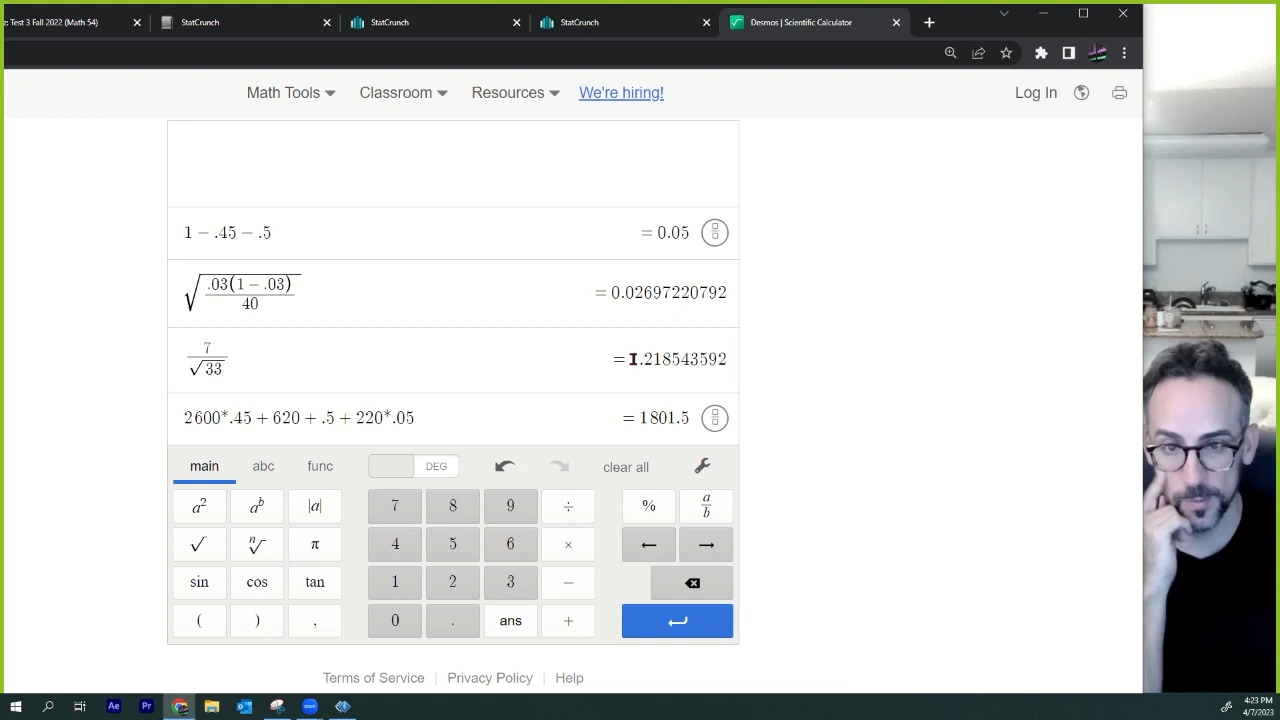 z: Test 3 Fall 2022 (Math 54)
StatCrunch
StatCrunch
StatCrunch
Desmos | Scientific Calculator
Math Tools
Classroom
Resources
We're hiring!
Log In
1 − .45 − .5 = 0.05
√(.03(1 − .03)/40) = 0.02697220792
7/√33 = 1.218543592
2600*.45 + 620 + .5 + 220*.05 = 1801.5
main abc func DEG clear all
a² aᵇ |a| 7 8 9 ÷ % a/b
√ ⁿ√ π 4 5 6 × ← →
sin cos tan 1 2 3 −
( ) , 0 . ans +
Terms of Service | Privacy Policy | Help
Ae Pr zoom
4:23 PM
4/7/2023